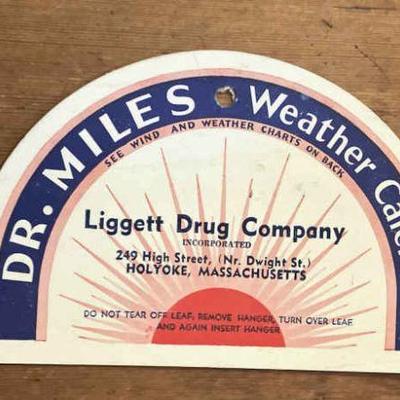 DR. MILES • Weather
SEE WIND AND WEATHER CHARTS ON BACK
Liggett Drug Company
INCORPORATED
249 High Street, (Nr. Dwight St.)
HOLYOKE, MASSACHUSETTS
DO NOT TEAR OFF LEAF, REMOVE HANGER, TURN OVER LEAF
AND AGAIN INSERT HANGER